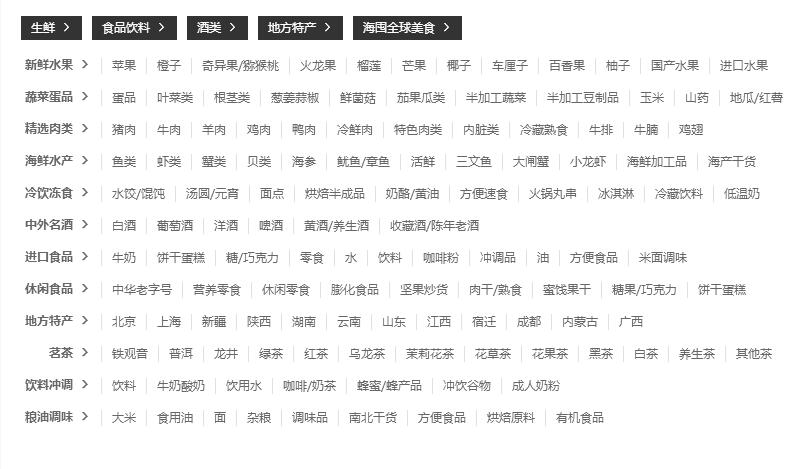 生鲜 > 食品饮料 > 酒类 > 地方特产 > 海囤全球美食 >
新鲜水果 > 苹果 橙子 奇异果/猕猴桃 火龙果 榴莲 芒果 椰子 车厘子 百香果 柚子 国产水果 进口水果
蔬菜蛋品 > 蛋品 叶菜类 根茎类 葱姜蒜椒 鲜菌菇 茄果瓜类 半加工蔬菜 半加工豆制品 玉米 山药 地瓜/红薯
精选肉类 > 猪肉 牛肉 羊肉 鸡肉 鸭肉 冷鲜肉 特色肉类 内脏类 冷藏熟食 牛排 牛腩 鸡翅
海鲜水产 > 鱼类 虾类 蟹类 贝类 海参 鱿鱼/章鱼 活鲜 三文鱼 大闸蟹 小龙虾 海鲜加工品 海产干货
冷饮冻食 > 水饺/馄饨 汤圆/元宵 面点 烘焙半成品 奶酪/黄油 方便速食 火锅丸串 冰淇淋 冷藏饮料 低温奶
中外名酒 > 白酒 葡萄酒 洋酒 啤酒 黄酒/养生酒 收藏酒/陈年老酒
进口食品 > 牛奶 饼干蛋糕 糖/巧克力 零食 水 饮料 咖啡粉 冲调品 油 方便食品 米面调味
休闲食品 > 中华老字号 营养零食 休闲零食 膨化食品 坚果炒货 肉干/熟食 蜜饯果干 糖果/巧克力 饼干蛋糕
地方特产 > 北京 上海 新疆 陕西 湖南 云南 山东 江西 宿迁 成都 内蒙古 广西
茗茶 > 铁观音 普洱 龙井 绿茶 红茶 乌龙茶 茉莉花茶 花草茶 花果茶 黑茶 白茶 养生茶 其他茶
饮料冲调 > 饮料 牛奶酸奶 饮用水 咖啡/奶茶 蜂蜜/蜂产品 冲饮谷物 成人奶粉
粮油调味 > 大米 食用油 面 杂粮 调味品 南北干货 方便食品 烘焙原料 有机食品